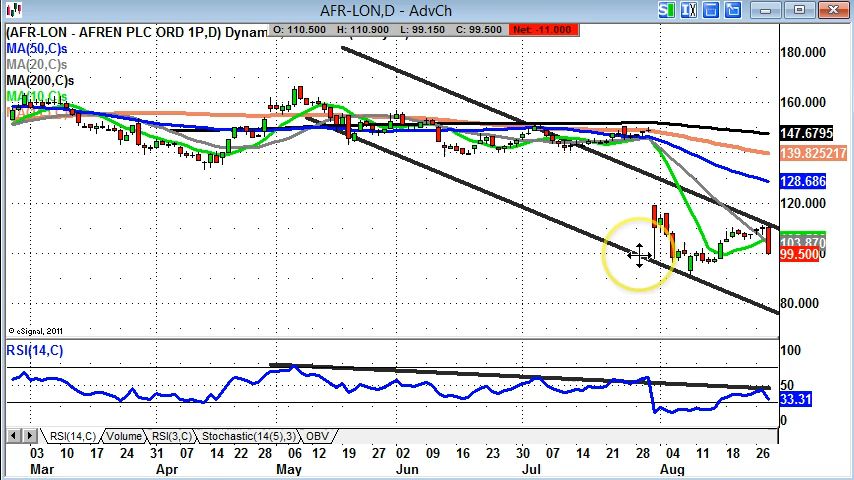 AFR-LON,D - AdvCh
(AFR-LON - AFREN PLC ORD 1P,D) Dynam
O: 110.500 H: 110.900 L: 99.150 C: 99.500 Net: -11.000
MA(50,C)s
MA(20,C)s
MA(200,C)s
MA(10,C)s
180.000
160.000
147.6795
139.825217
128.686
120.000
103.870
99.500
80.000
© eSignal, 2011
RSI(14,C)
100
50
33.31
0
RSI(14,C) Volume RSI(3,C) Stochastic(14(5),3) OBV
03 10 17 24 31 07 14 22 28 06 12 19 27 02 09 16 23 30 07 14 21 28 04 11 18 26
Mar Apr May Jun Jul Aug